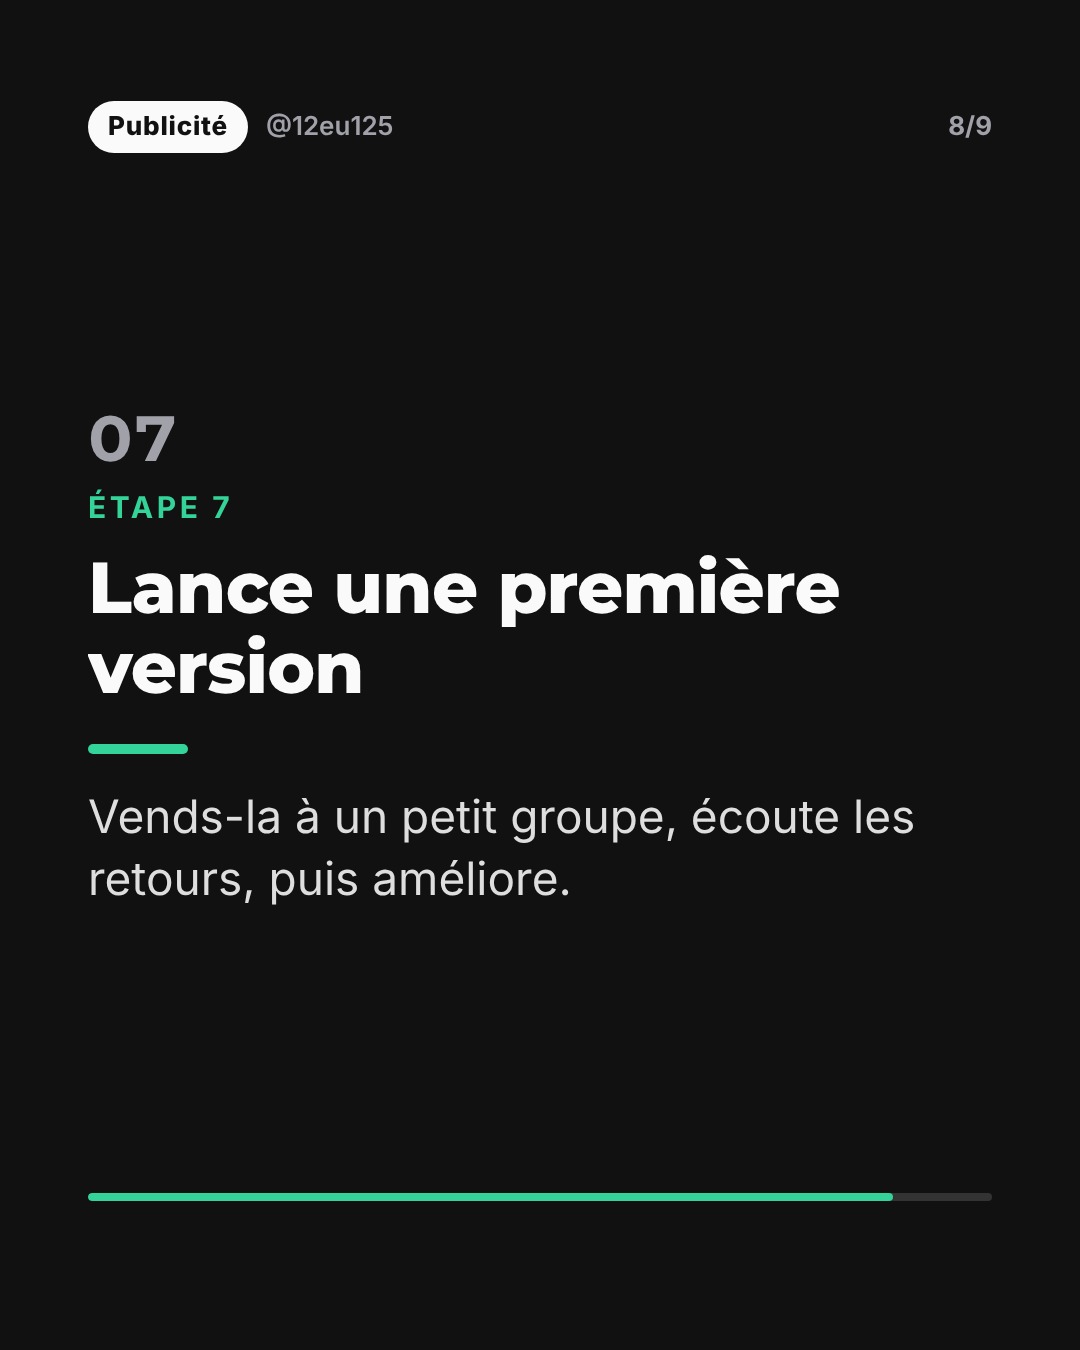 Publicité @12eu125 8/9
07
ÉTAPE 7
Lance une première
version
Vends-la à un petit groupe, écoute les
retours, puis améliore.